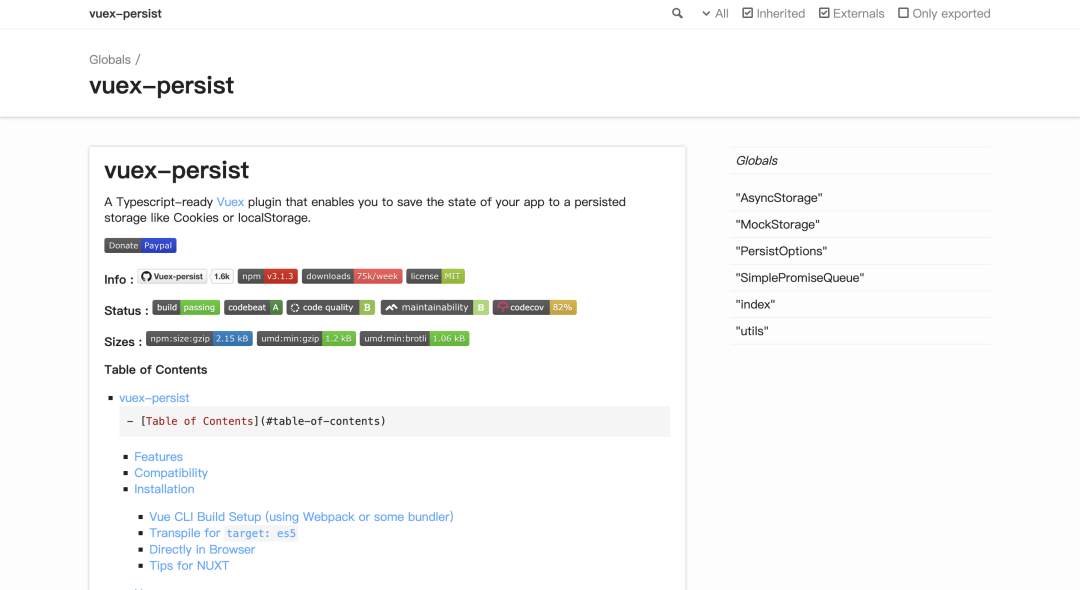 vuex-persist
All Inherited Externals Only exported
Globals /
vuex-persist
vuex-persist
A Typescript-ready Vuex plugin that enables you to save the state of your app to a persisted
storage like Cookies or localStorage.
Donate Paypal
Info : Vuex-persist 1.6k npm v3.1.3 downloads 75k/week license MIT
Status : build passing codebeat A code quality B maintainability B codecov 82%
Sizes : npm:size:gzip 2.15 kB umd:min:gzip 1.2 kB umd:min:brotli 1.06 kB
Table of Contents
vuex-persist
- [Table of Contents](#table-of-contents)
Features
Compatibility
Installation
Vue CLI Build Setup (using Webpack or some bundler)
Transpile for target: es5
Directly in Browser
Tips for NUXT
Globals
"AsyncStorage"
"MockStorage"
"PersistOptions"
"SimplePromiseQueue"
"index"
"utils"